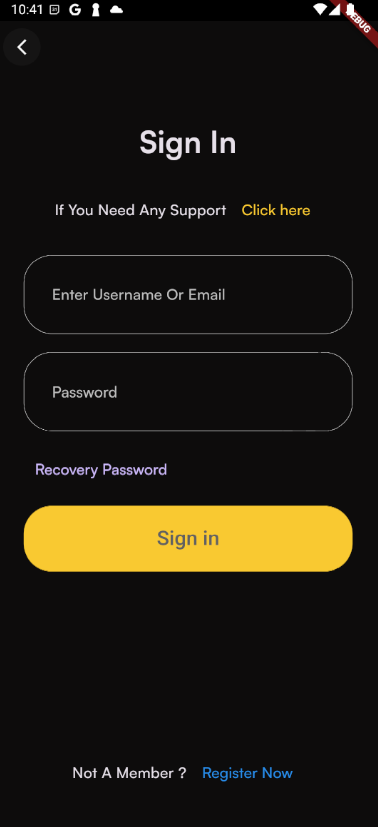 10:41
DEBUG
Sign In
If You Need Any Support Click here
Enter Username Or Email
Password
Recovery Password
Sign in
Not A Member ? Register Now